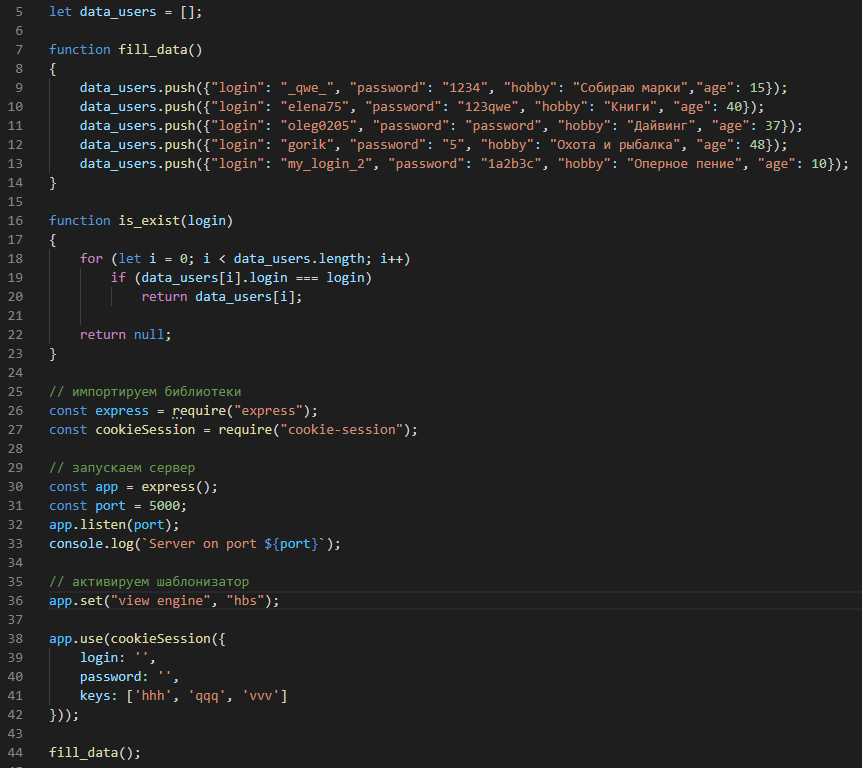 5 let data_users = [];
6
7 function fill_data()
8 {
9 data_users.push({"login": "_qwe_", "password": "1234", "hobby": "Собираю марки","age": 15});
10 data_users.push({"login": "elena75", "password": "123qwe", "hobby": "Книги", "age": 40});
11 data_users.push({"login": "oleg0205", "password": "password", "hobby": "Дайвинг", "age": 37});
12 data_users.push({"login": "gorik", "password": "5", "hobby": "Охота и рыбалка", "age": 48});
13 data_users.push({"login": "my_login_2", "password": "1a2b3c", "hobby": "Оперное пение", "age": 10});
14 }
15
16 function is_exist(login)
17 {
18 for (let i = 0; i < data_users.length; i++)
19 if (data_users[i].login === login)
20 return data_users[i];
21
22 return null;
23 }
24
25 // импортируем библиотеки
26 const express = require("express");
27 const cookieSession = require("cookie-session");
28
29 // запускаем сервер
30 const app = express();
31 const port = 5000;
32 app.listen(port);
33 console.log(`Server on port ${port}`);
34
35 // активируем шаблонизатор
36 app.set("view engine", "hbs");
37
38 app.use(cookieSession({
39 login: '',
40 password: '',
41 keys: ['hhh', 'qqq', 'vvv']
42 }));
43
44 fill_data();